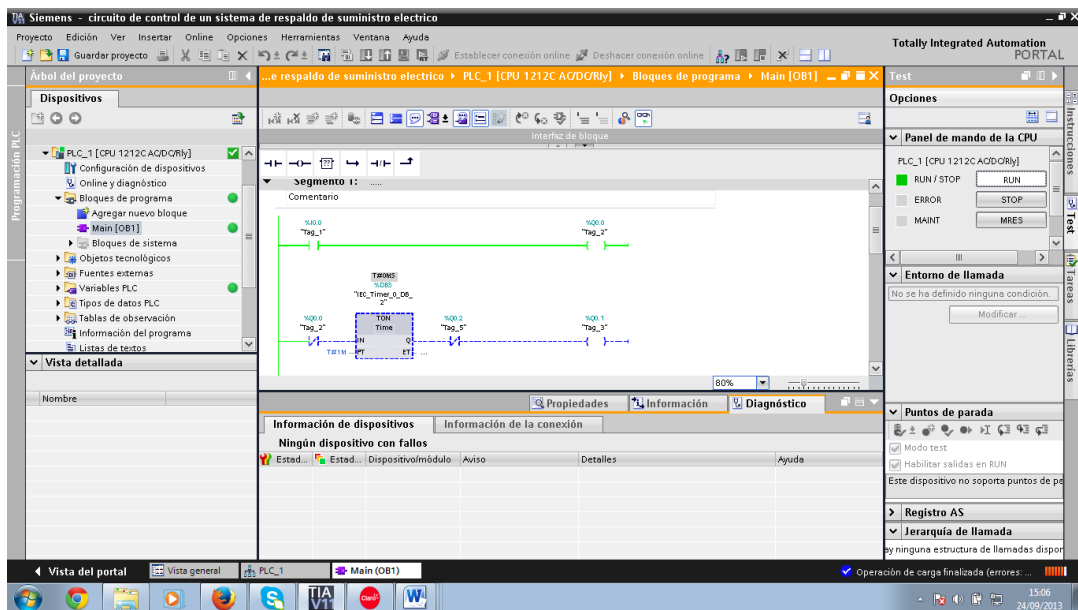 Siemens - circuito de control de un sistema de respaldo de suministro electrico
Proyecto Edición Ver Insertar Online Opciones Herramientas Ventana Ayuda
Totally Integrated Automation
PORTAL
Guardar proyecto
Establecer conexión online
Deshacer conexión online
Árbol del proyecto
...e respaldo de suministro electrico PLC_1 [CPU 1212C AC/DC/Rly] Bloques de programa Main [OB1]
Test
Dispositivos
Opciones
Interfaz de bloque
Programación PLC
PLC_1 [CPU 1212C AC/DC/Rly]
Configuración de dispositivos
Online y diagnóstico
Bloques de programa
Agregar nuevo bloque
Main [OB1]
Bloques de sistema
Objetos tecnológicos
Fuentes externas
Variables PLC
Tipos de datos PLC
Tablas de observación
Información del programa
Listas de textos
Vista detallada
Nombre
Segmento 1: .....
Comentario
%I0.0
"Tag_1"
%Q0.0
"Tag_2"
T#0MS
%DB3
"IEC_Timer_0_DB_
2"
%Q0.0
"Tag_2"
TON
Time
IN Q
T#1M PT ET ...
%Q0.2
"Tag_5"
%Q0.1
"Tag_3"
80%
Propiedades
Información
Diagnóstico
Información de dispositivos
Información de la conexión
Ningún dispositivo con fallos
Estad... Estad... Dispositivo/módulo Aviso Detalles Ayuda
Panel de mando de la CPU
PLC_1 [CPU 1212C AC/DC/Rly]
RUN / STOP RUN
ERROR STOP
MAINT MRES
Entorno de llamada
No se ha definido ninguna condición.
Modificar ...
Puntos de parada
Modo test
Habilitar salidas en RUN
Este dispositivo no soporta puntos de pa
Registro AS
Jerarquía de llamada
ay ninguna estructura de llamadas dispor
Instrucciones
Test
Tareas
Librerías
Vista del portal
Vista general
PLC_1
Main (OB1)
Operación de carga finalizada (errores: ...
TIA
V11
Claro
15:06
24/09/2013